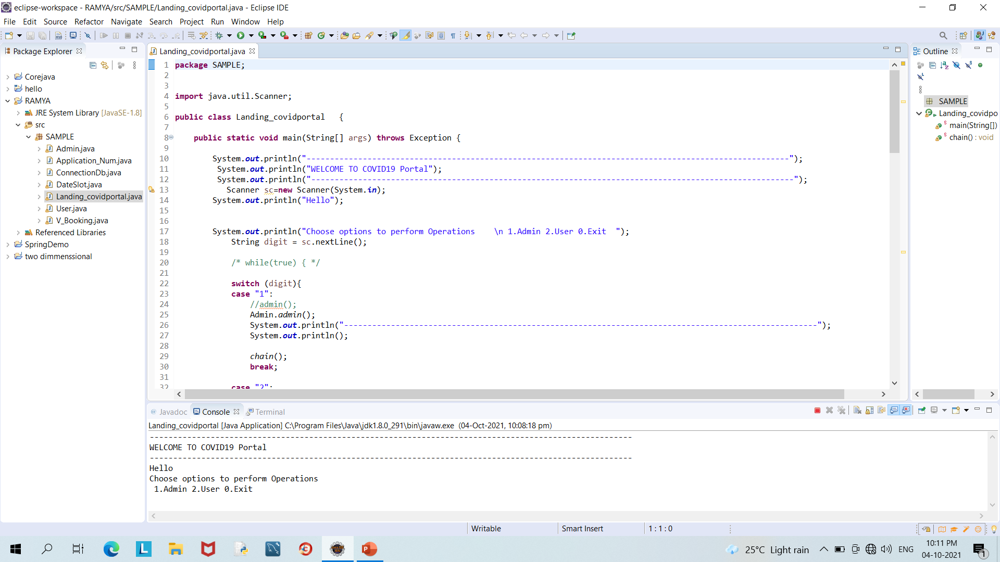 eclipse-workspace - RAMYA/src/SAMPLE/Landing_covidportal.java - Eclipse IDE
File Edit Source Refactor Navigate Search Project Run Window Help
Package Explorer
Corejava
hello
RAMYA
JRE System Library [JavaSE-1.8]
src
SAMPLE
Admin.java
Application_Num.java
ConnectionDb.java
DateSlot.java
Landing_covidportal.java
User.java
V_Booking.java
Referenced Libraries
SpringDemo
two dimmenssional
Landing_covidportal.java
1 package SAMPLE;
2
3
4 import java.util.Scanner;
5
6 public class Landing_covidportal   {
7
8     public static void main(String[] args) throws Exception {
9
10         System.out.println("-------------------------------------------------------------------------------------------------------");
11          System.out.println("WELCOME TO COVID19 Portal");
12          System.out.println("-------------------------------------------------------------------------------------------------------");
13            Scanner sc=new Scanner(System.in);
14         System.out.println("Hello");
15
16
17         System.out.println("Choose options to perform Operations    \n 1.Admin 2.User 0.Exit  ");
18             String digit = sc.nextLine();
19
20             /* while(true) { */
21
22             switch (digit){
23             case "1":
24                 //admin();
25                 Admin.admin();
26                 System.out.println("-----------------------------------------------------------------------------------------------------");
27                 System.out.println();
28
29                 chain();
30                 break;
31
32             case "2":
Outline
SAMPLE
Landing_covidpo
main(String[])
chain() : void
Javadoc Console Terminal
Landing_covidportal [Java Application] C:\Program Files\Java\jdk1.8.0_291\bin\javaw.exe (04-Oct-2021, 10:08:18 pm)
-------------------------------------------------------------------------------------------------------
WELCOME TO COVID19 Portal
-------------------------------------------------------------------------------------------------------
Hello
Choose options to perform Operations
 1.Admin 2.User 0.Exit
Writable Smart Insert 1 : 1 : 0
25°C Light rain ENG 10:11 PM
04-10-2021
1